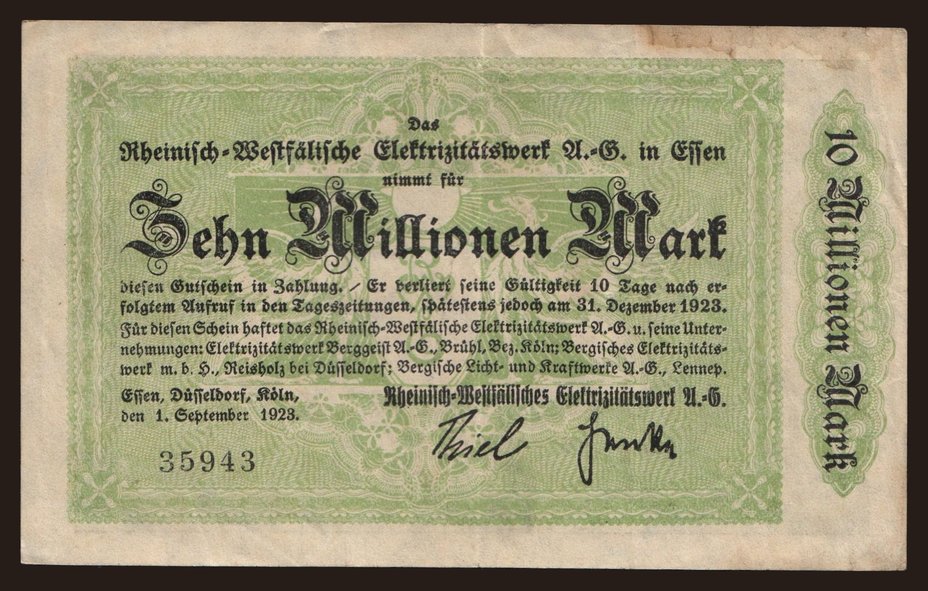 Das
Rheinisch-Westfälische Elektrizitätswerk A.-G. in Essen
nimmt für
Zehn Millionen Mark
diesen Gutschein in Zahlung. / Er verliert seine Gültigkeit 10 Tage nach er-
folgtem Aufruf in den Tageszeitungen, spätestens jedoch am 31. Dezember 1923.
Für diesen Schein haftet das Rheinisch-Westfälische Elektrizitätswerk A.-G. u. seine Unter-
nehmungen: Elektrizitätswerk Berggeist A.-G., Brühl, Bez. Köln; Bergisches Elektrizitäts-
werk m. b. H., Reisholz bei Düsseldorf; Bergische Licht- und Kraftwerke A.-G., Lennep.
Essen, Düsseldorf, Köln,
den 1. September 1923.
Rheinisch-Westfälisches Elektrizitätswerk A.-G.
Thiel
35943
10 Millionen Mark